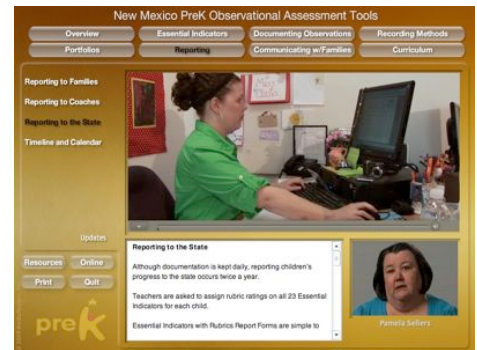 New Mexico PreK Observational Assessment Tools
Overview
Essential Indicators
Documenting Observations
Recording Methods
Portfolios
Reporting
Communicating w/Families
Curriculum
Reporting to Families
Reporting to Coaches
Reporting to the State
Timeline and Calendar
Updates
Resources
Online
Print
Quit
preK
Reporting to the State
Although documentation is kept daily, reporting children's
progress to the state occurs twice a year.
Teachers are asked to assign rubric ratings on all 23 Essential
Indicators for each child.
Essential Indicators with Rubrics Report Forms are simple to
Pamela Sellers